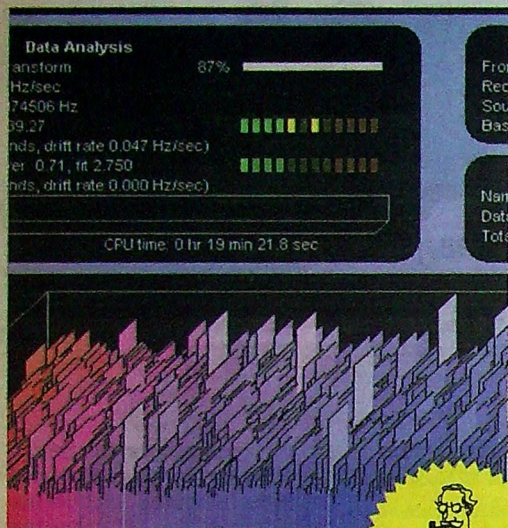 Data Analysis
ansform 87%
Hz/sec
74506 Hz
39.27
nds, drift rate 0.047 Hz/sec)
er 0.71, fit 2.750
nds, drift rate 0.000 Hz/sec)
CPU time: 0 hr 19 min 21.8 sec
Fro
Rec
Sou
Bas
Nam
Date
Tota